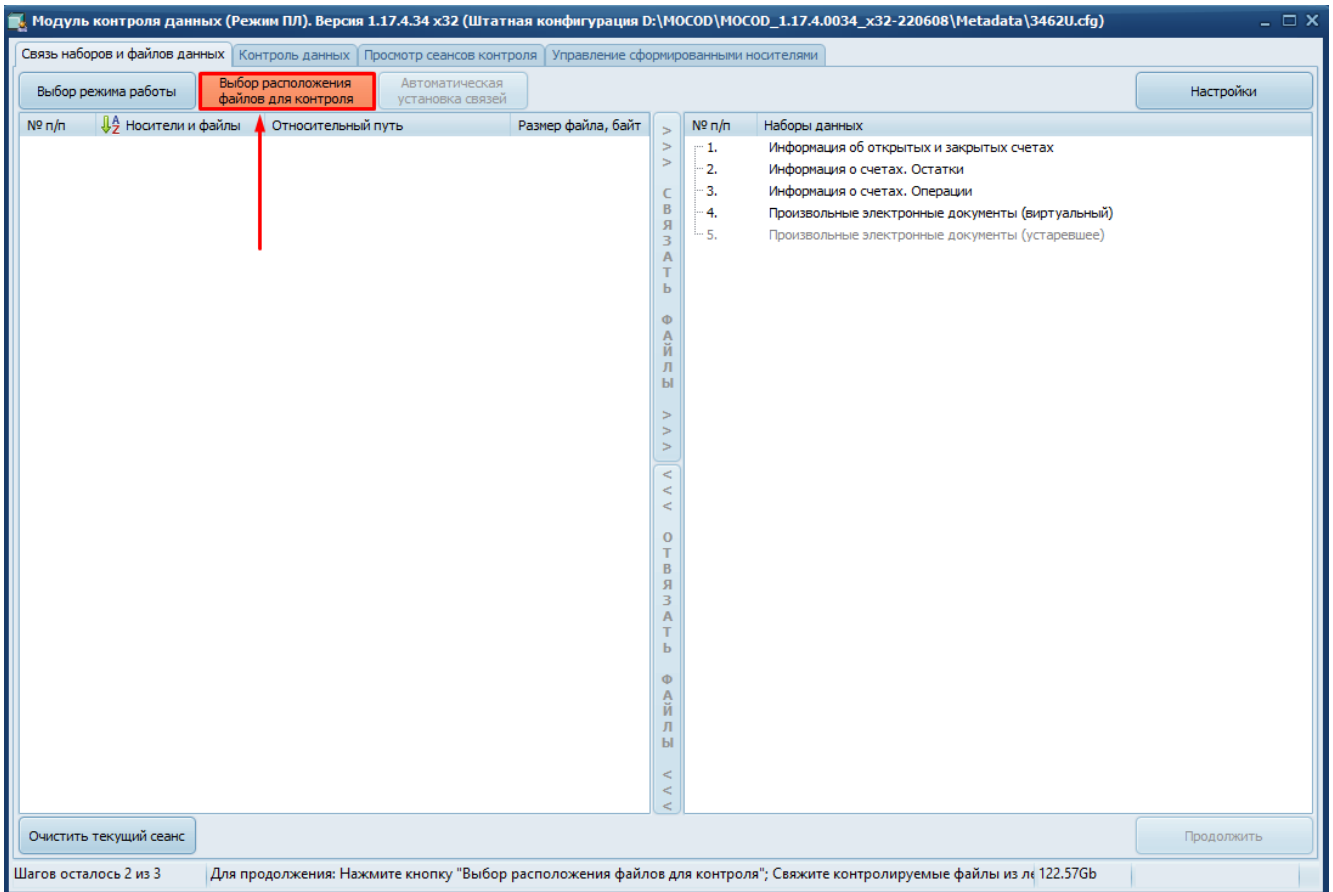 Модуль контроля данных (Режим ПЛ). Версия 1.17.4.34 x32 (Штатная конфигурация D:\MOCOD\MOCOD_1.17.4.0034_x32-220608\Metadata\3462U.cfg)
Связь наборов и файлов данных Контроль данных Просмотр сеансов контроля Управление сформированными носителями
Выбор режима работы
Выбор расположения
файлов для контроля
Автоматическая
установка связей
Настройки
№ п/п Носители и файлы Относительный путь Размер файла, байт
> > > СВЯЗАТЬ ФАЙЛЫ > > >
< < < ОТВЯЗАТЬ ФАЙЛЫ < < <
№ п/п Наборы данных
1. Информация об открытых и закрытых счетах
2. Информация о счетах. Остатки
3. Информация о счетах. Операции
4. Произвольные электронные документы (виртуальный)
5. Произвольные электронные документы (устаревшее)
Очистить текущий сеанс
Продолжить
Шагов осталось 2 из 3 Для продолжения: Нажмите кнопку "Выбор расположения файлов для контроля"; Свяжите контролируемые файлы из ле 122.57Gb